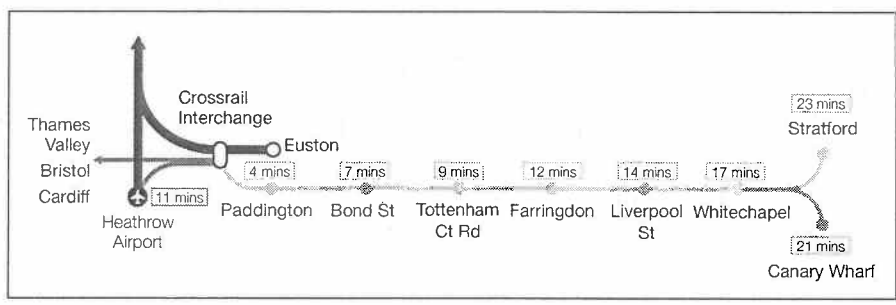 Crossrail
Interchange
Thames
Valley
Bristol
Cardiff
Euston
11 mins
Heathrow
Airport
4 mins
Paddington
7 mins
Bond St
9 mins
Tottenham
Ct Rd
12 mins
Farringdon
14 mins
Liverpool
St
17 mins
Whitechapel
23 mins
Stratford
21 mins
Canary Wharf